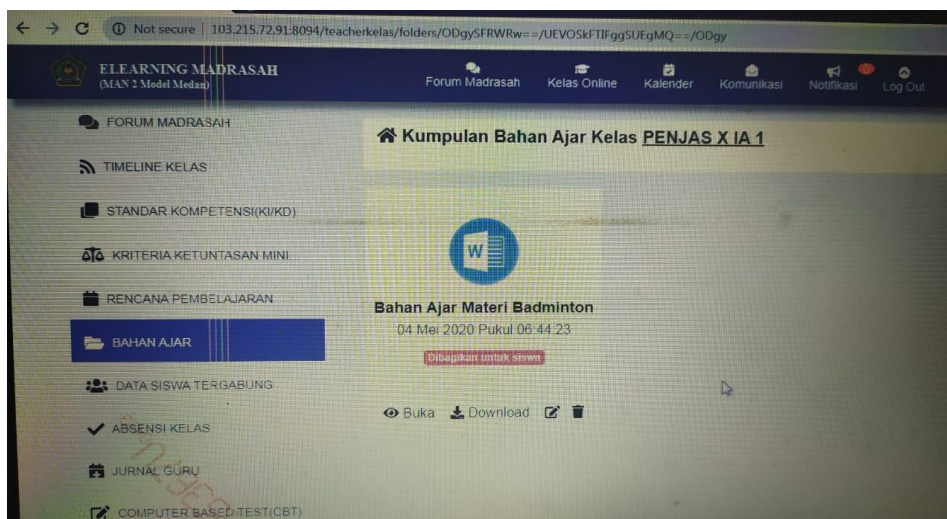 Not secure | 103.215.72.91:8094/teacherkelas/folders/ODgySFRWRw==/UEVOSkFTIFggSUEgMQ==/ODgy
ELEARNING MADRASAH
(MAN 2 Model Medan)
Forum Madrasah
Kelas Online
Kalender
Komunikasi
Notifikasi
Log Out
FORUM MADRASAH
TIMELINE KELAS
STANDAR KOMPETENSI(KI/KD)
KRITERIA KETUNTASAN MINI...
RENCANA PEMBELAJARAN
BAHAN AJAR
DATA SISWA TERGABUNG
ABSENSI KELAS
JURNAL GURU
COMPUTER BASED TEST(CBT)
Kumpulan Bahan Ajar Kelas PENJAS X IA 1
W
Bahan Ajar Materi Badminton
04 Mei 2020 Pukul 06:44:23
Dibagikan untuk siswa
Buka
Download